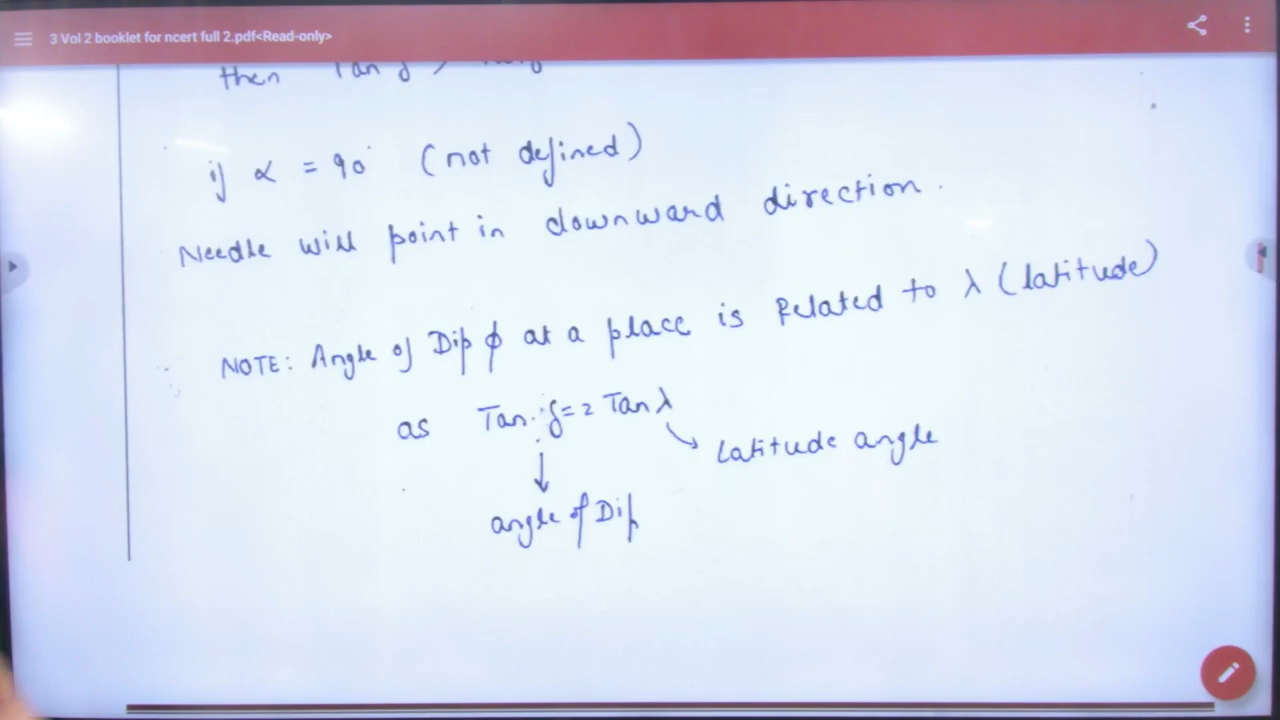 3 Vol 2 booklet for ncert full 2.pdf<Read-only>
then Tan
if α = 90° (not defined)
Needle will point in downward direction.
NOTE: Angle of Dip ϕ at a place is Related to λ (latitude)
as Tan δ = 2 Tan λ
Latitude angle
angle of Dip